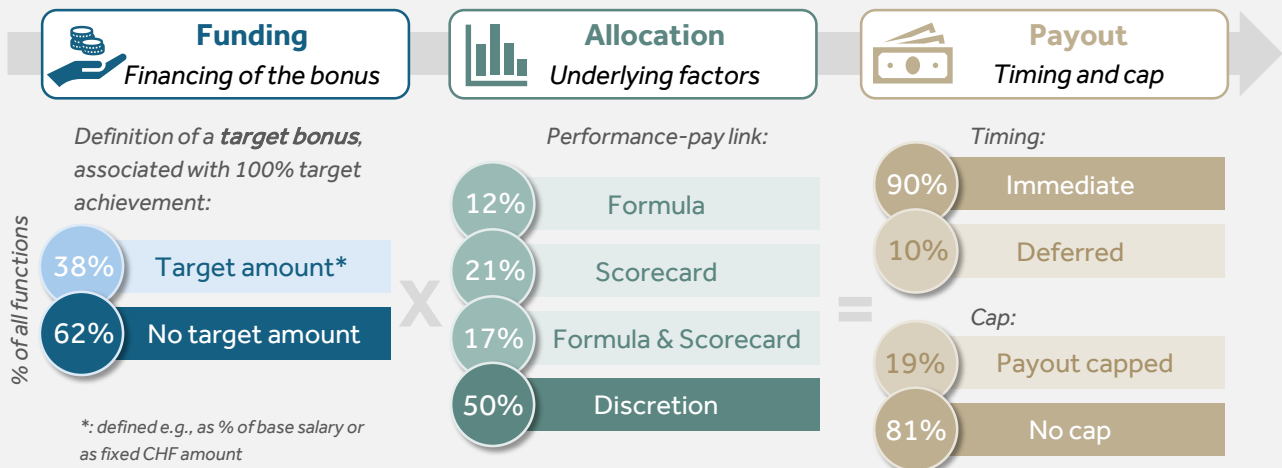 Funding
Financing of the bonus
Allocation
Underlying factors
Payout
Timing and cap
% of all functions
Definition of a target bonus,
associated with 100% target
achievement:
38% Target amount*
62% No target amount
*: defined e.g., as % of base salary or
as fixed CHF amount
X
Performance-pay link:
12% Formula
21% Scorecard
17% Formula & Scorecard
50% Discretion
=
Timing:
90% Immediate
10% Deferred
Cap:
19% Payout capped
81% No cap